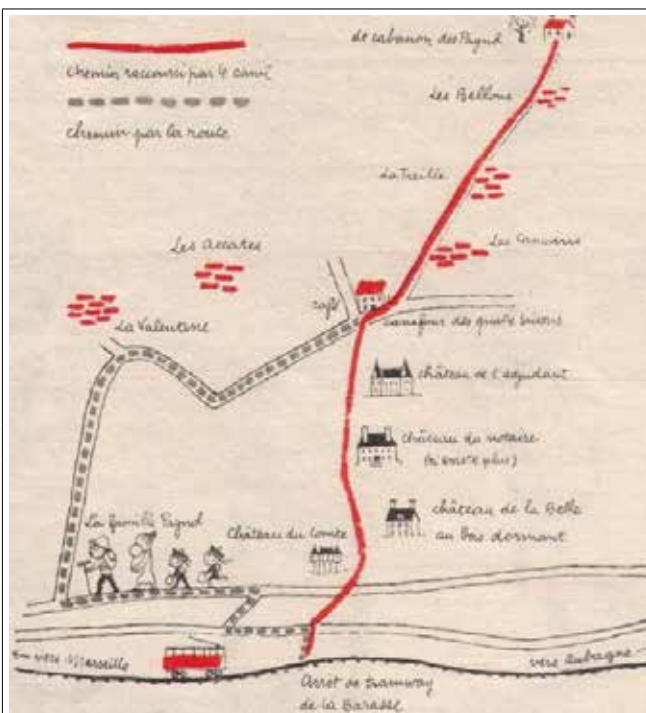 Le cabanon des Pagnol
chemin raccourci par le canal
Les Bellons
chemin par la route
La Treille
Les Accates
Les Camoins
café
La Valentine
carrefour des quatre saisons
château de l'adjudant
château du notaire
(n'existe plus)
La famille Pagnol
Château du Comte
château de la Belle
au bois dormant
← vers Marseille
vers Aubagne
Arrêt de tramway
de la Barasse